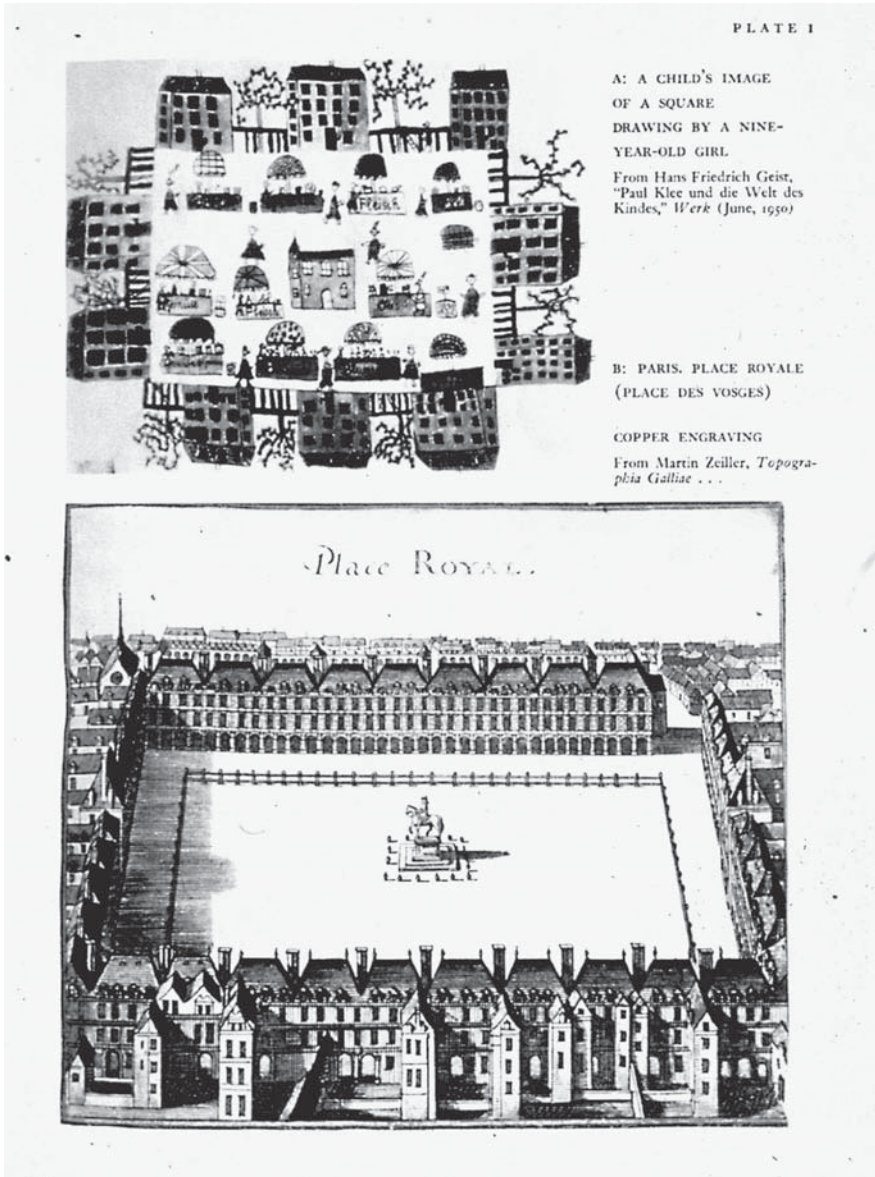 PLATE I
A: A CHILD'S IMAGE
OF A SQUARE
DRAWING BY A NINE-
YEAR-OLD GIRL
From Hans Friedrich Geist,
"Paul Klee und die Welt des
Kindes," Werk (June, 1950)
Fleisch
B: PARIS. PLACE ROYALE
(PLACE DES VOSGES)
COPPER ENGRAVING
From Martin Zeiller, Topogra-
phia Galliae . . .
Place ROYALE.